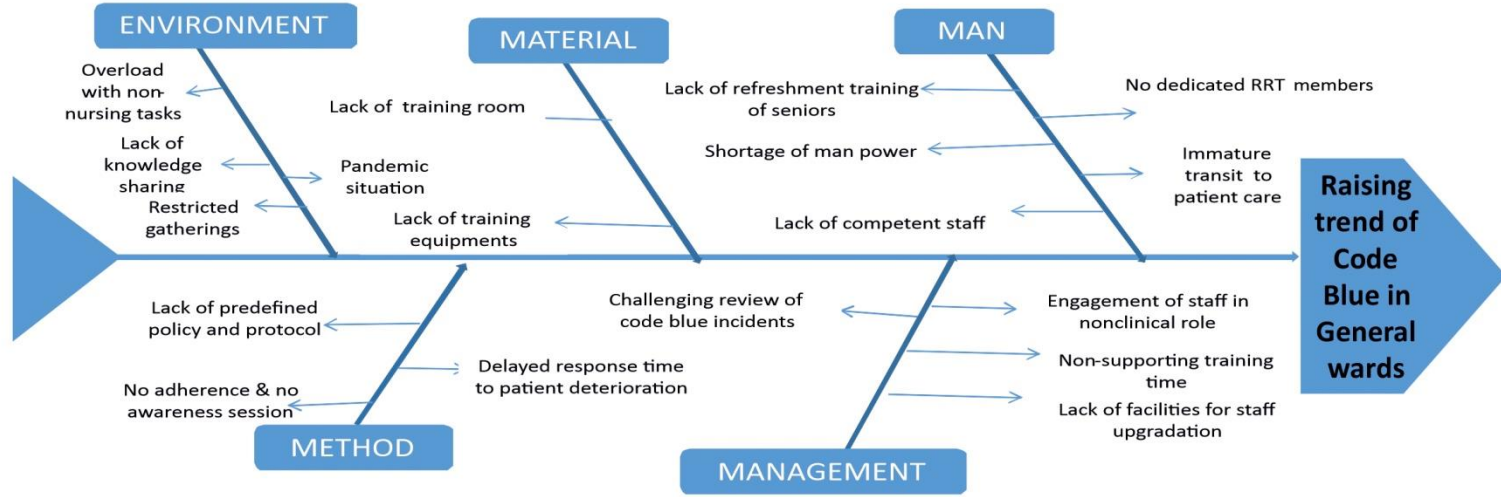 ENVIRONMENT
Overload
with non-
nursing tasks
Lack of
knowledge
sharing
Restricted
gatherings
Pandemic
situation
MATERIAL
Lack of training room
Lack of training
equipments
MAN
Lack of refreshment training
of seniors
Shortage of man power
Lack of competent staff
No dedicated RRT members
Immature
transit to
patient care
Raising
trend of
Code
Blue in
General
wards
Lack of predefined
policy and protocol
No adherence & no
awareness session
Delayed response time
to patient deterioration
METHOD
Challenging review of
code blue incidents
Engagement of staff in
nonclinical role
Non-supporting training
time
Lack of facilities for staff
upgradation
MANAGEMENT